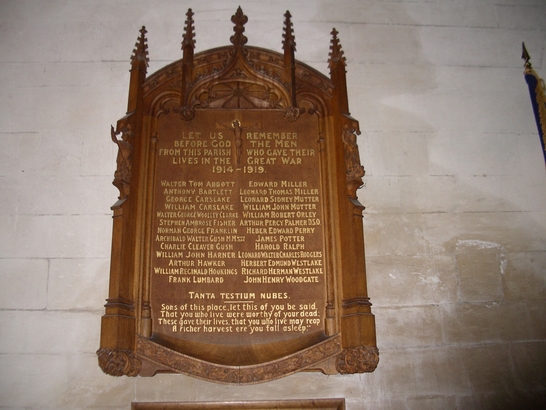 LET US REMEMBER
BEFORE GOD THE MEN
FROM THIS PARISH WHO GAVE THEIR
LIVES IN THE GREAT WAR
1914-1919.
WALTER TOM ABBOTT EDWARD MILLER
ANTHONY BARTLETT LEONARD THOMAS MILLER
GEORGE CARSLAKE LEONARD SIDNEY MUTTER
WILLIAM CARSLAKE WILLIAM JOHN MUTTER
WALTER GEORGE WOOLLEY CLARKE WILLIAM ROBERT ORLEY
STEPHEN AMBROSE FISHER ARTHUR PERCY PALMER D.S.O.
NORMAN GEORGE FRANKLIN HEBER EDWARD PERRY
ARCHIBALD WALTER GUSH M.M. JAMES POTTER
CHARLIE CLEAVER GUSH HAROLD RALPH
WILLIAM JOHN HARNER LEONARD WALTER CHARLES RODGERS
ARTHUR HAWKER HERBERT EDMUND WESTLAKE
WILLIAM REGINALD HOOKINGS RICHARD HERMAN WESTLAKE
FRANK LUMBARD JOHN HENRY WOODGATE
TANTA TESTIUM NUBES.
Sons of this place, let this of you be said,
That you who live were worthy of your dead.
These gave their lives, that you who live may reap
A richer harvest ere you fall asleep."